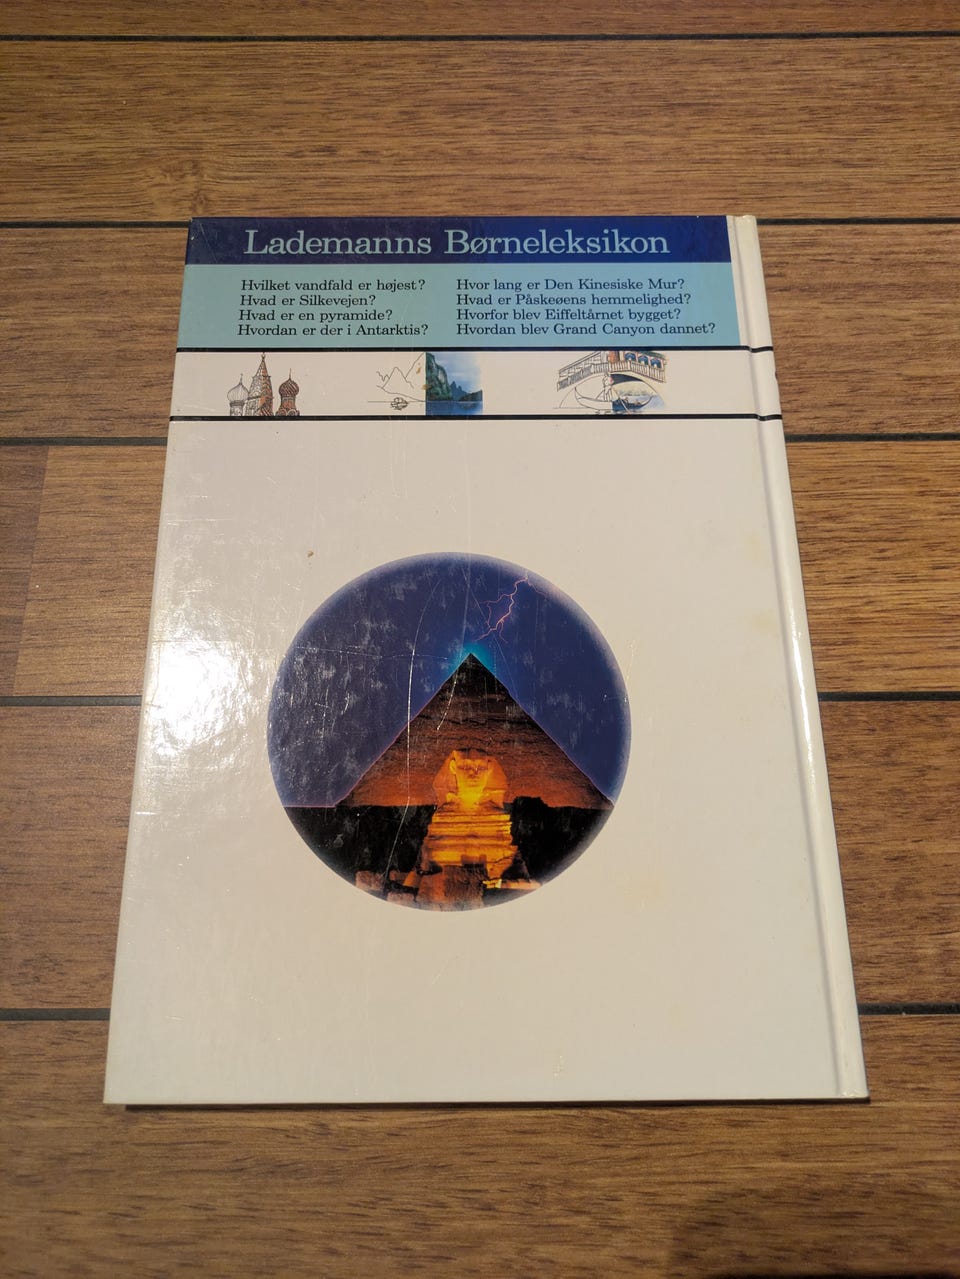 Lademanns Børneleksikon
Hvilket vandfald er højest?
Hvad er Silkevejen?
Hvad er en pyramide?
Hvordan er der i Antarktis?
Hvor lang er Den Kinesiske Mur?
Hvad er Påskeøens hemmelighed?
Hvorfor blev Eiffeltårnet bygget?
Hvordan blev Grand Canyon dannet?